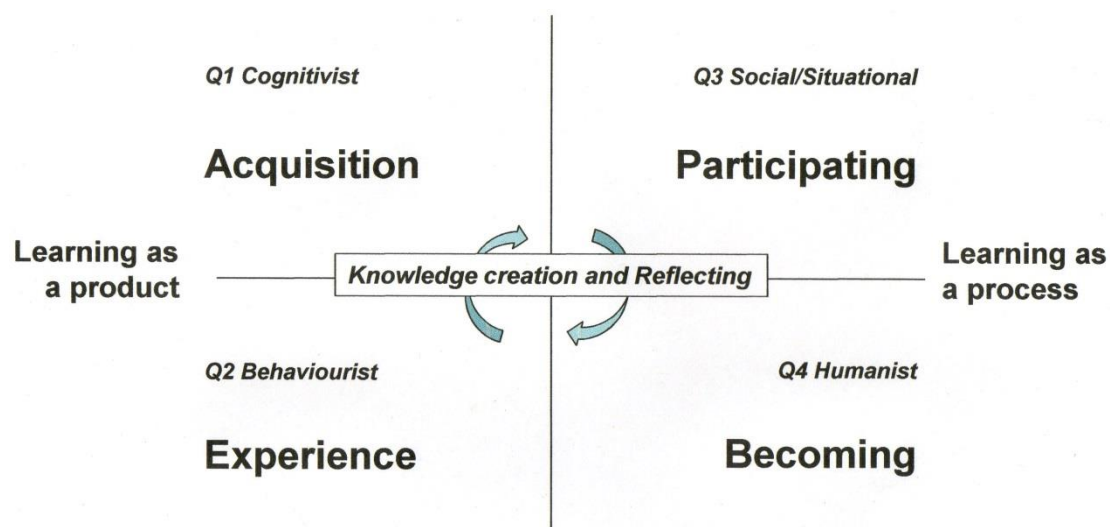 Q1 Cognitivist
Q3 Social/Situational
Acquisition
Participating
Learning as
a product
Knowledge creation and Reflecting
Learning as
a process
Q2 Behaviourist
Q4 Humanist
Experience
Becoming